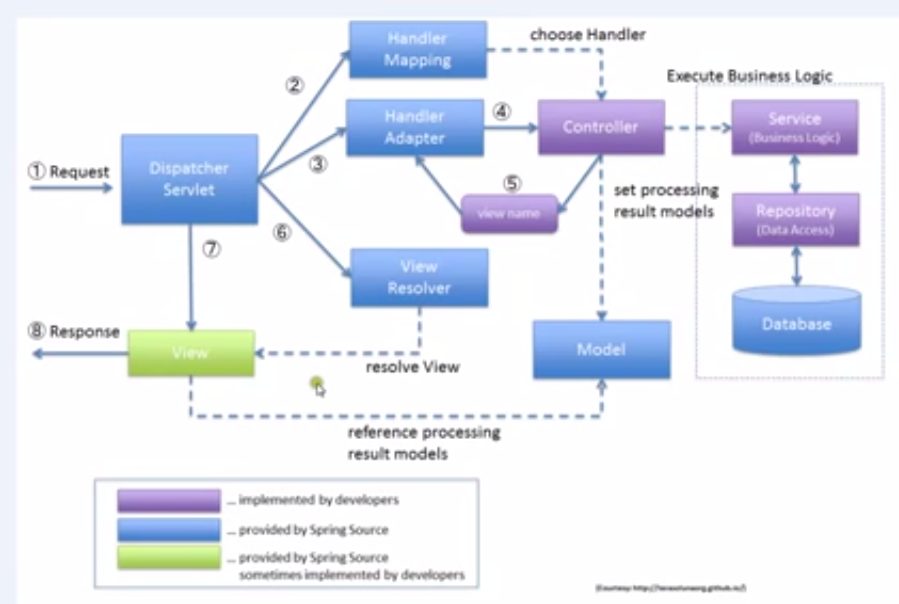 Handler
Mapping
choose Handler
Execute Business Logic
②
Handler
Adapter
④
Controller
Service
(Business Logic)
① Request
Dispatcher
Servlet
③
⑤
view name
set processing
result models
Repository
(Data Access)
⑥
⑦
View
Resolver
Database
⑧ Response
View
resolve View
Model
reference processing
result models
... implemented by developers
... provided by Spring Source
... provided by Spring Source
sometimes implemented by developers